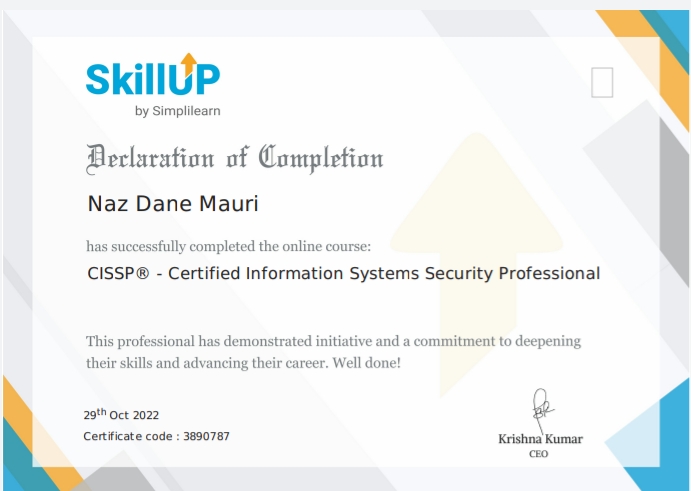 SkillUP
by Simplilearn
Declaration of Completion
Naz Dane Mauri
has successfully completed the online course:
CISSP® - Certified Information Systems Security Professional
This professional has demonstrated initiative and a commitment to deepening
their skills and advancing their career. Well done!
29th Oct 2022
Certificate code : 3890787
Krishna Kumar
CEO